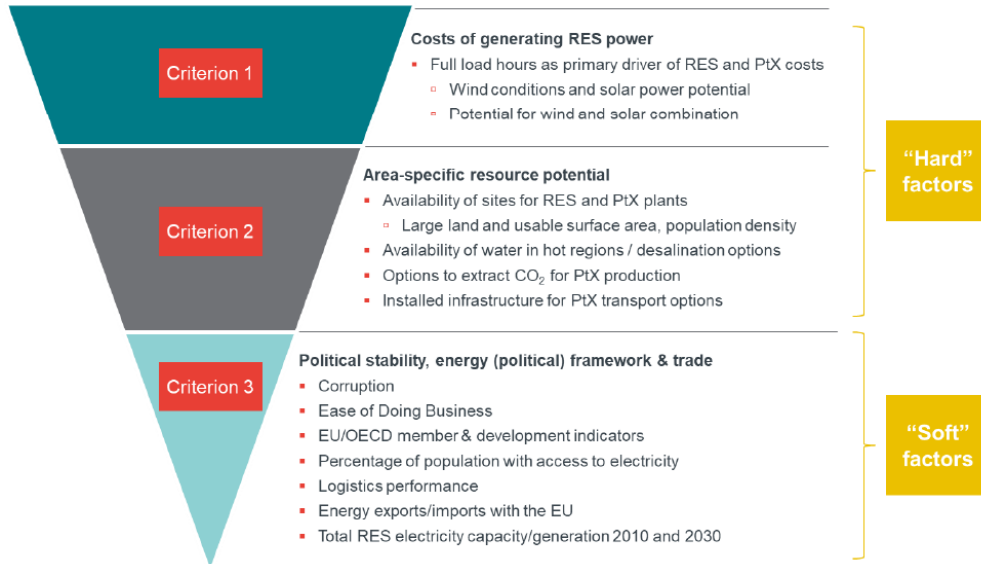 Criterion 1
Costs of generating RES power
▪ Full load hours as primary driver of RES and PtX costs
▫ Wind conditions and solar power potential
▫ Potential for wind and solar combination
Criterion 2
Area-specific resource potential
▪ Availability of sites for RES and PtX plants
▫ Large land and usable surface area, population density
▪ Availability of water in hot regions / desalination options
▪ Options to extract CO₂ for PtX production
▪ Installed infrastructure for PtX transport options
“Hard”
factors
Criterion 3
Political stability, energy (political) framework & trade
▪ Corruption
▪ Ease of Doing Business
▪ EU/OECD member & development indicators
▪ Percentage of population with access to electricity
▪ Logistics performance
▪ Energy exports/imports with the EU
▪ Total RES electricity capacity/generation 2010 and 2030
“Soft”
factors